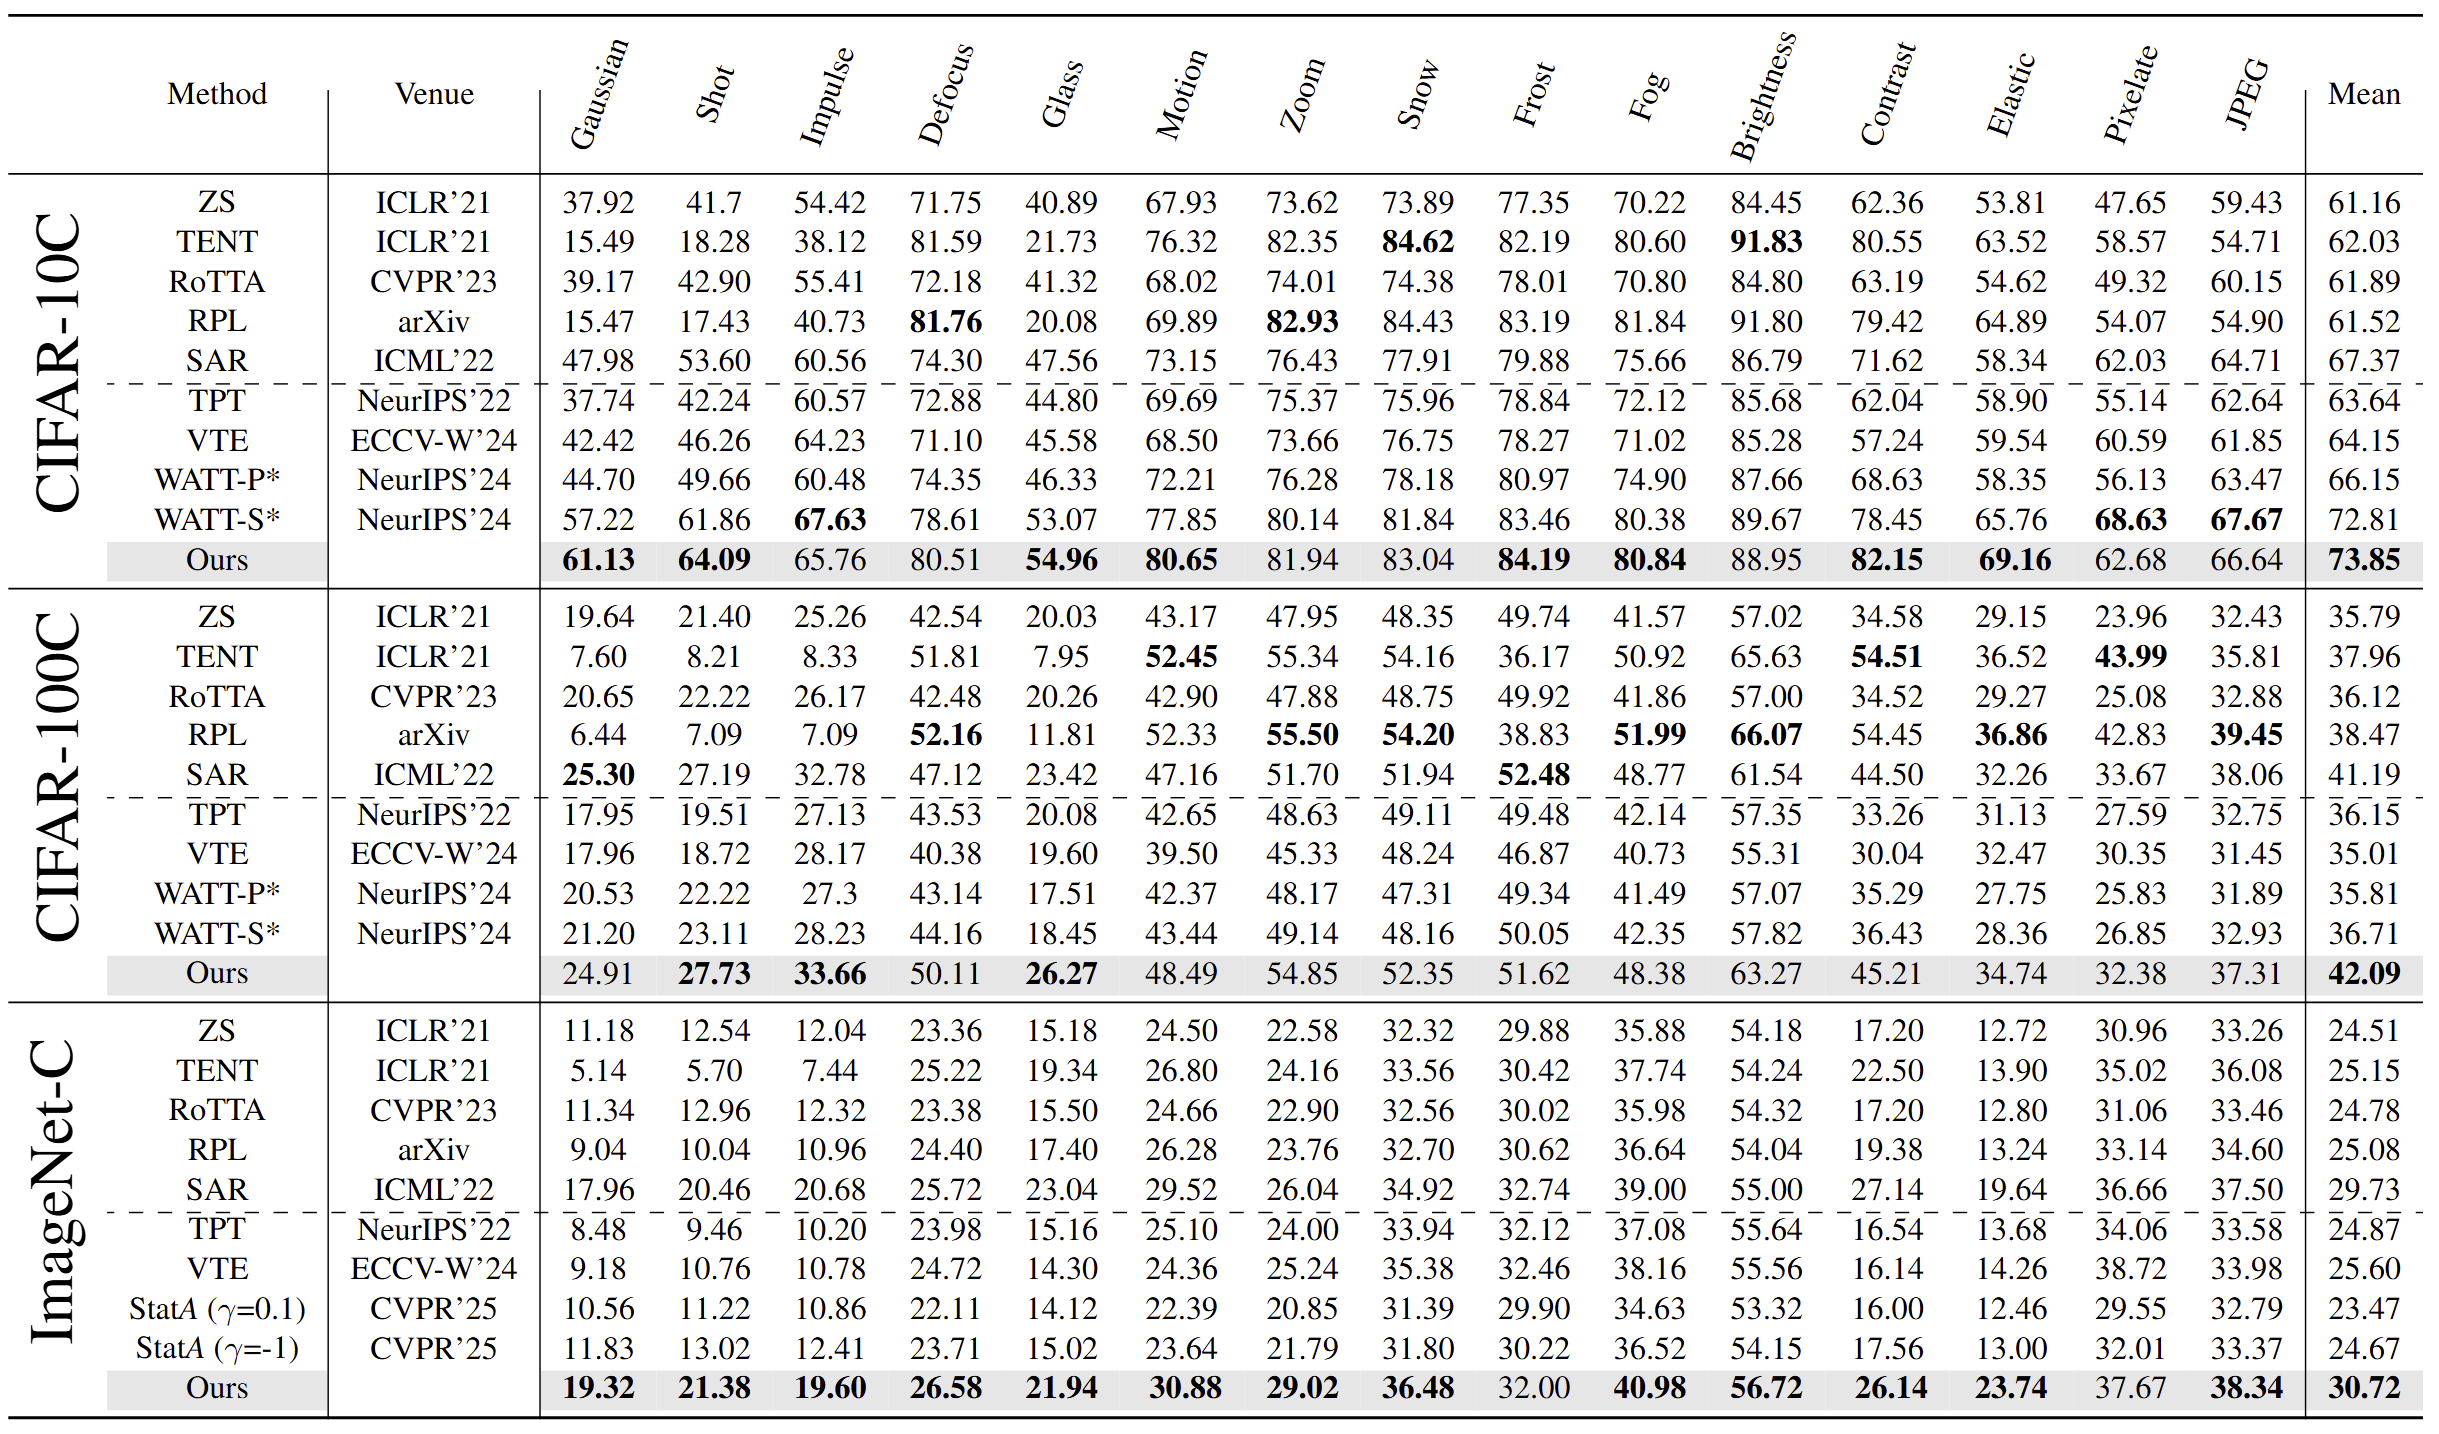 Method Venue Gaussian Shot Impulse Defocus Glass Motion Zoom Snow Frost Fog Brightness Contrast Elastic Pixelate JPEG Mean
CIFAR-10C
ZS ICLR'21 37.92 41.7 54.42 71.75 40.89 67.93 73.62 73.89 77.35 70.22 84.45 62.36 53.81 47.65 59.43 61.16
TENT ICLR'21 15.49 18.28 38.12 81.59 21.73 76.32 82.35 84.62 82.19 80.60 91.83 80.55 63.52 58.57 54.71 62.03
RoTTA CVPR'23 39.17 42.90 55.41 72.18 41.32 68.02 74.01 74.38 78.01 70.80 84.80 63.19 54.62 49.32 60.15 61.89
RPL arXiv 15.47 17.43 40.73 81.76 20.08 69.89 82.93 84.43 83.19 81.84 91.80 79.42 64.89 54.07 54.90 61.52
SAR ICML'22 47.98 53.60 60.56 74.30 47.56 73.15 76.43 77.91 79.88 75.66 86.79 71.62 58.34 62.03 64.71 67.37
TPT NeurIPS'22 37.74 42.24 60.57 72.88 44.80 69.69 75.37 75.96 78.84 72.12 85.68 62.04 58.90 55.14 62.64 63.64
VTE ECCV-W'24 42.42 46.26 64.23 71.10 45.58 68.50 73.66 76.75 78.27 71.02 85.28 57.24 59.54 60.59 61.85 64.15
WATT-P* NeurIPS'24 44.70 49.66 60.48 74.35 46.33 72.21 76.28 78.18 80.97 74.90 87.66 68.63 58.35 56.13 63.47 66.15
WATT-S* NeurIPS'24 57.22 61.86 67.63 78.61 53.07 77.85 80.14 81.84 83.46 80.38 89.67 78.45 65.76 68.63 67.67 72.81
Ours 61.13 64.09 65.76 80.51 54.96 80.65 81.94 83.04 84.19 80.84 88.95 82.15 69.16 62.68 66.64 73.85
CIFAR-100C
ZS ICLR'21 19.64 21.40 25.26 42.54 20.03 43.17 47.95 48.35 49.74 41.57 57.02 34.58 29.15 23.96 32.43 35.79
TENT ICLR'21 7.60 8.21 8.33 51.81 7.95 52.45 55.34 54.16 36.17 50.92 65.63 54.51 36.52 43.99 35.81 37.96
RoTTA CVPR'23 20.65 22.22 26.17 42.48 20.26 42.90 47.88 48.75 49.92 41.86 57.00 34.52 29.27 25.08 32.88 36.12
RPL arXiv 6.44 7.09 7.09 52.16 11.81 52.33 55.50 54.20 38.83 51.99 66.07 54.45 36.86 42.83 39.45 38.47
SAR ICML'22 25.30 27.19 32.78 47.12 23.42 47.16 51.70 51.94 52.48 48.77 61.54 44.50 32.26 33.67 38.06 41.19
TPT NeurIPS'22 17.95 19.51 27.13 43.53 20.08 42.65 48.63 49.11 49.48 42.14 57.35 33.26 31.13 27.59 32.75 36.15
VTE ECCV-W'24 17.96 18.72 28.17 40.38 19.60 39.50 45.33 48.24 46.87 40.73 55.31 30.04 32.47 30.35 31.45 35.01
WATT-P* NeurIPS'24 20.53 22.22 27.3 43.14 17.51 42.37 48.17 47.31 49.34 41.49 57.07 35.29 27.75 25.83 31.89 35.81
WATT-S* NeurIPS'24 21.20 23.11 28.23 44.16 18.45 43.44 49.14 48.16 50.05 42.35 57.82 36.43 28.36 26.85 32.93 36.71
Ours 24.91 27.73 33.66 50.11 26.27 48.49 54.85 52.35 51.62 48.38 63.27 45.21 34.74 32.38 37.31 42.09
ImageNet-C
ZS ICLR'21 11.18 12.54 12.04 23.36 15.18 24.50 22.58 32.32 29.88 35.88 54.18 17.20 12.72 30.96 33.26 24.51
TENT ICLR'21 5.14 5.70 7.44 25.22 19.34 26.80 24.16 33.56 30.42 37.74 54.24 22.50 13.90 35.02 36.08 25.15
RoTTA CVPR'23 11.34 12.96 12.32 23.38 15.50 24.66 22.90 32.56 30.02 35.98 54.32 17.20 12.80 31.06 33.46 24.78
RPL arXiv 9.04 10.04 10.96 24.40 17.40 26.28 23.76 32.70 30.62 36.64 54.04 19.38 13.24 33.14 34.60 25.08
SAR ICML'22 17.96 20.46 20.68 25.72 23.04 29.52 26.04 34.92 32.74 39.00 55.00 27.14 19.64 36.66 37.50 29.73
TPT NeurIPS'22 8.48 9.46 10.20 23.98 15.16 25.10 24.00 33.94 32.12 37.08 55.64 16.54 13.68 34.06 33.58 24.87
VTE ECCV-W'24 9.18 10.76 10.78 24.72 14.30 24.36 25.24 35.38 32.46 38.16 55.56 16.14 14.26 38.72 33.98 25.60
StatA (γ=0.1) CVPR'25 10.56 11.22 10.86 22.11 14.12 22.39 20.85 31.39 29.90 34.63 53.32 16.00 12.46 29.55 32.79 23.47
StatA (γ=-1) CVPR'25 11.83 13.02 12.41 23.71 15.02 23.64 21.79 31.80 30.22 36.52 54.15 17.56 13.00 32.01 33.37 24.67
Ours 19.32 21.38 19.60 26.58 21.94 30.88 29.02 36.48 32.00 40.98 56.72 26.14 23.74 37.67 38.34 30.72